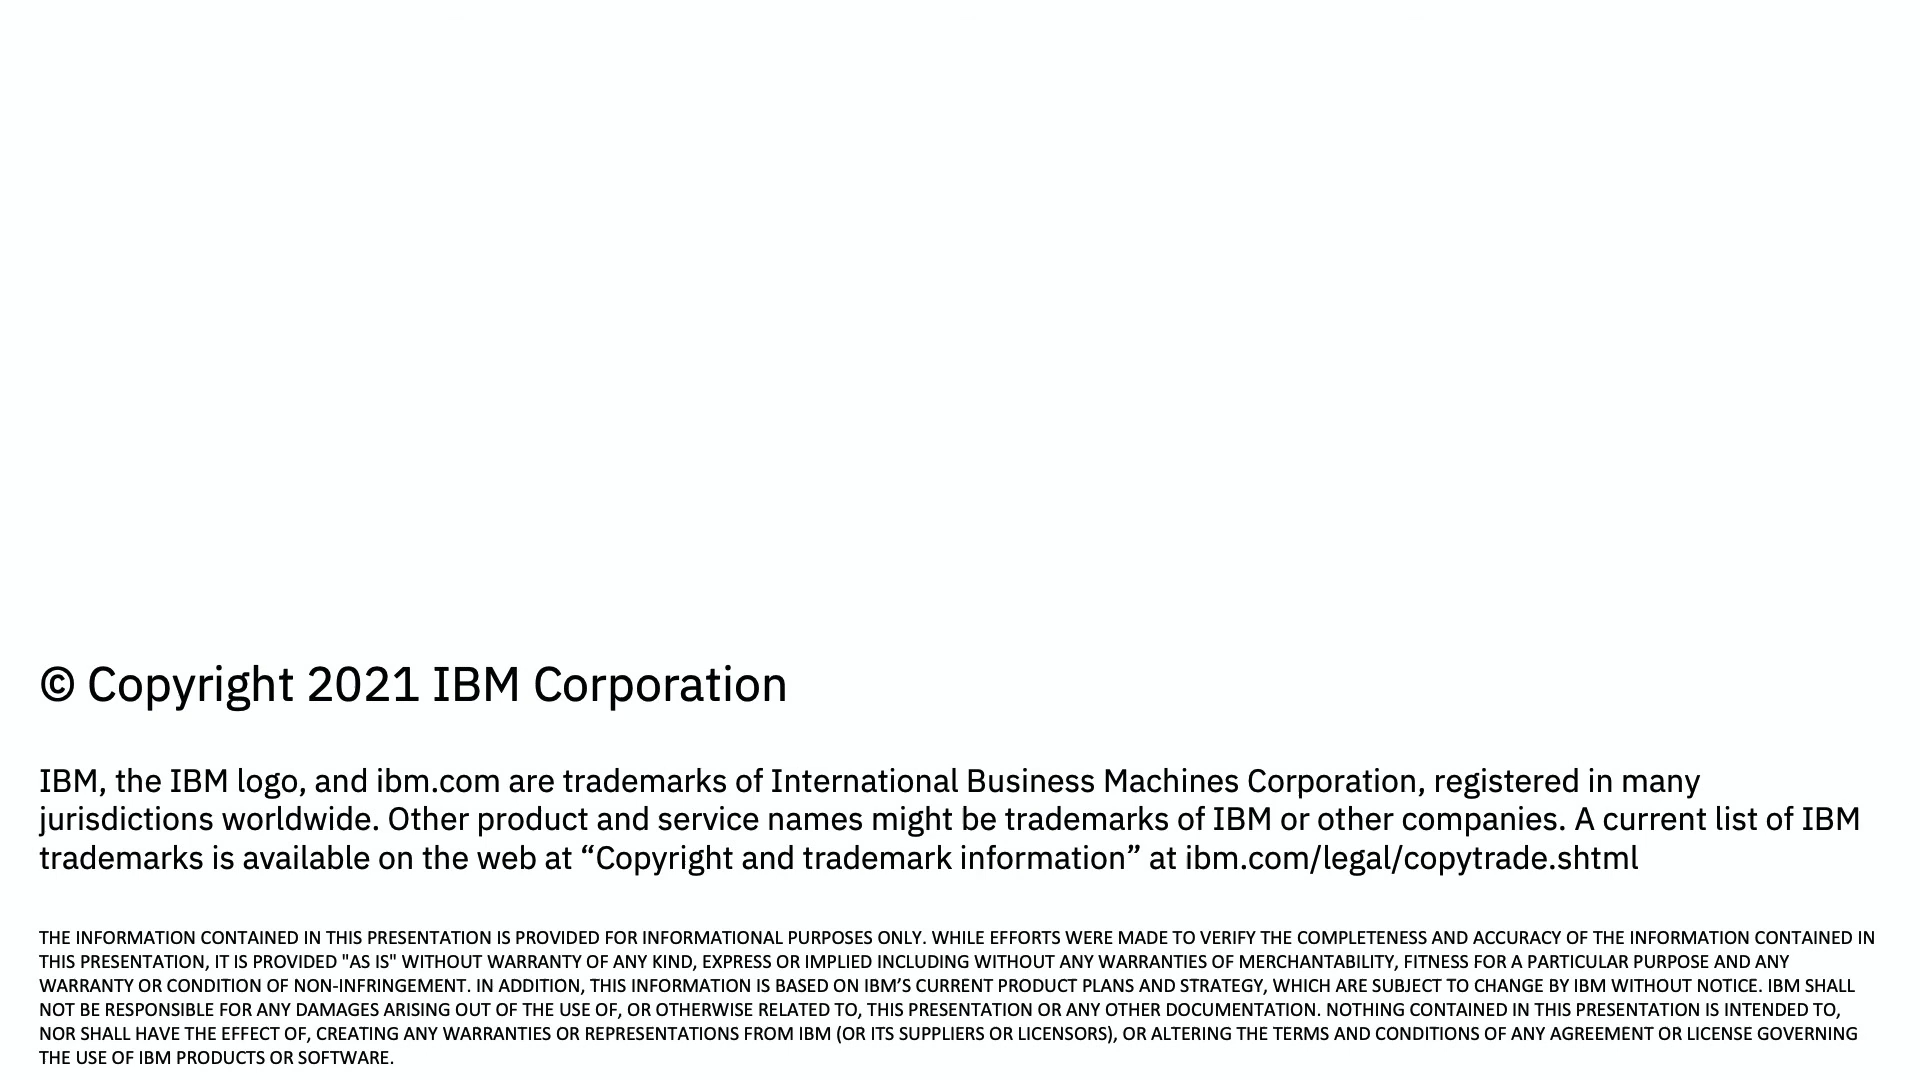 © Copyright 2021 IBM Corporation
IBM, the IBM logo, and ibm.com are trademarks of International Business Machines Corporation, registered in many
jurisdictions worldwide. Other product and service names might be trademarks of IBM or other companies. A current list of IBM
trademarks is available on the web at “Copyright and trademark information” at ibm.com/legal/copytrade.shtml
THE INFORMATION CONTAINED IN THIS PRESENTATION IS PROVIDED FOR INFORMATIONAL PURPOSES ONLY. WHILE EFFORTS WERE MADE TO VERIFY THE COMPLETENESS AND ACCURACY OF THE INFORMATION CONTAINED IN
THIS PRESENTATION, IT IS PROVIDED "AS IS" WITHOUT WARRANTY OF ANY KIND, EXPRESS OR IMPLIED INCLUDING WITHOUT ANY WARRANTIES OF MERCHANTABILITY, FITNESS FOR A PARTICULAR PURPOSE AND ANY
WARRANTY OR CONDITION OF NON-INFRINGEMENT. IN ADDITION, THIS INFORMATION IS BASED ON IBM’S CURRENT PRODUCT PLANS AND STRATEGY, WHICH ARE SUBJECT TO CHANGE BY IBM WITHOUT NOTICE. IBM SHALL
NOT BE RESPONSIBLE FOR ANY DAMAGES ARISING OUT OF THE USE OF, OR OTHERWISE RELATED TO, THIS PRESENTATION OR ANY OTHER DOCUMENTATION. NOTHING CONTAINED IN THIS PRESENTATION IS INTENDED TO,
NOR SHALL HAVE THE EFFECT OF, CREATING ANY WARRANTIES OR REPRESENTATIONS FROM IBM (OR ITS SUPPLIERS OR LICENSORS), OR ALTERING THE TERMS AND CONDITIONS OF ANY AGREEMENT OR LICENSE GOVERNING
THE USE OF IBM PRODUCTS OR SOFTWARE.